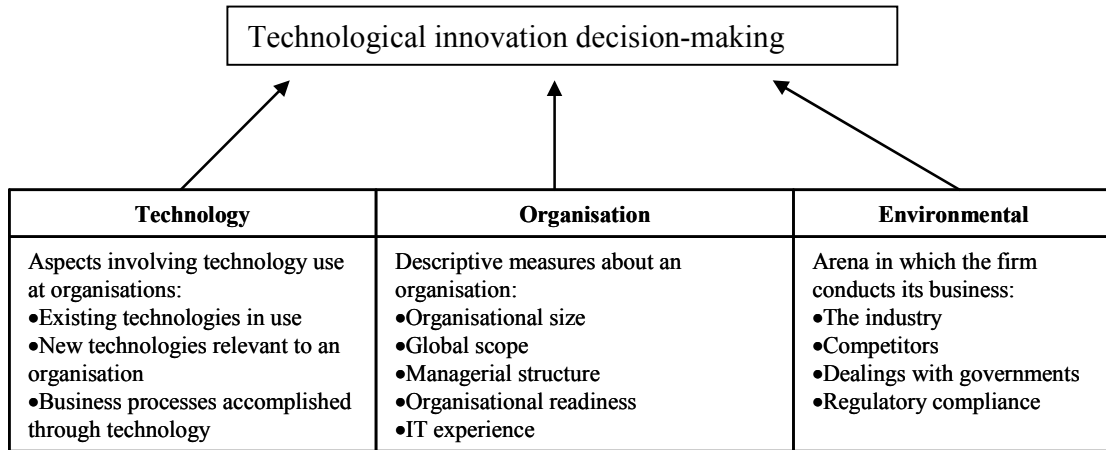 Technological innovation decision-making
Technology
Organisation
Environmental
Aspects involving technology use
at organisations:
•Existing technologies in use
•New technologies relevant to an
organisation
•Business processes accomplished
through technology
Descriptive measures about an
organisation:
•Organisational size
•Global scope
•Managerial structure
•Organisational readiness
•IT experience
Arena in which the firm
conducts its business:
•The industry
•Competitors
•Dealings with governments
•Regulatory compliance